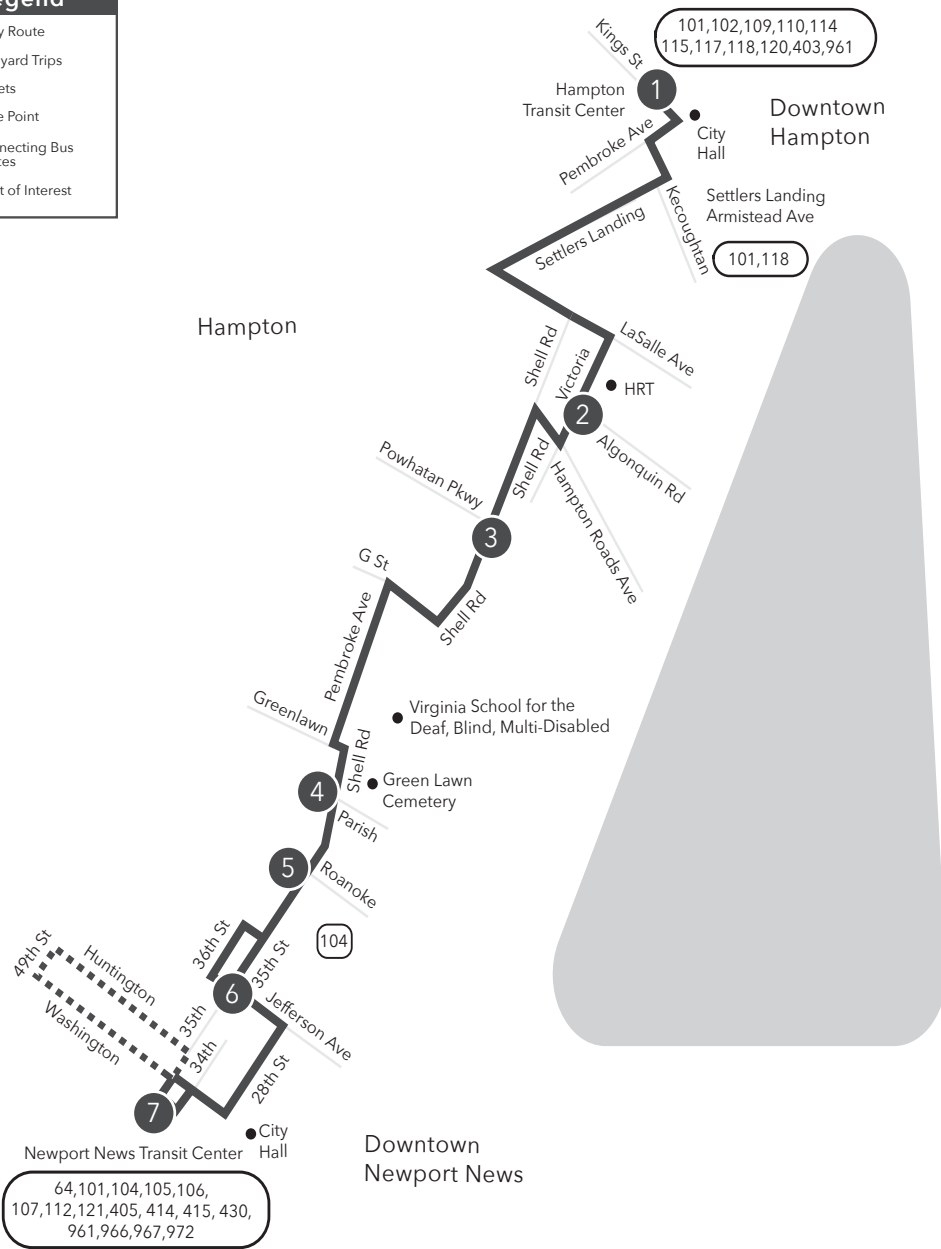 egend
y Route
yard Trips
ets
e Point
nnecting Bus
tes
t of Interest
101,102,109,110,114
115,117,118,120,403,961
Kings St
1
Hampton
Transit Center
City
Hall
Downtown
Hampton
Pembroke Ave
Settlers Landing
Armistead Ave
Kecoughtan
101,118
Settlers Landing
Hampton
LaSalle Ave
Shell Rd
Victoria
HRT
2
Algonquin Rd
Shell Rd
Hampton Roads Ave
Powhatan Pkwy
3
G St
Shell Rd
Pembroke Ave
Greenlawn
Virginia School for the
Deaf, Blind, Multi-Disabled
Shell Rd
Green Lawn
Cemetery
4
Parish
5
Roanoke
104
36th St
35th St
6
Jefferson Ave
49th St
Huntington
Washington
35th
34th
28th St
7
City
Hall
Newport News Transit Center
Downtown
Newport News
64,101,104,105,106,
107,112,121,405, 414, 415, 430,
961,966,967,972